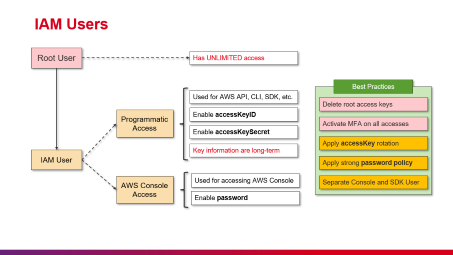 IAM Users
Root User
Has UNLIMITED access
Programmatic
Access
Used for AWS API, CLI, SDK, etc.
Enable accessKeyID
Enable accessKeySecret
Key information are long-term
IAM User
AWS Console
Access
Used for accessing AWS Console
Enable password
Best Practices
Delete root access keys
Activate MFA on all accesses
Apply accessKey rotation
Apply strong password policy
Separate Console and SDK User